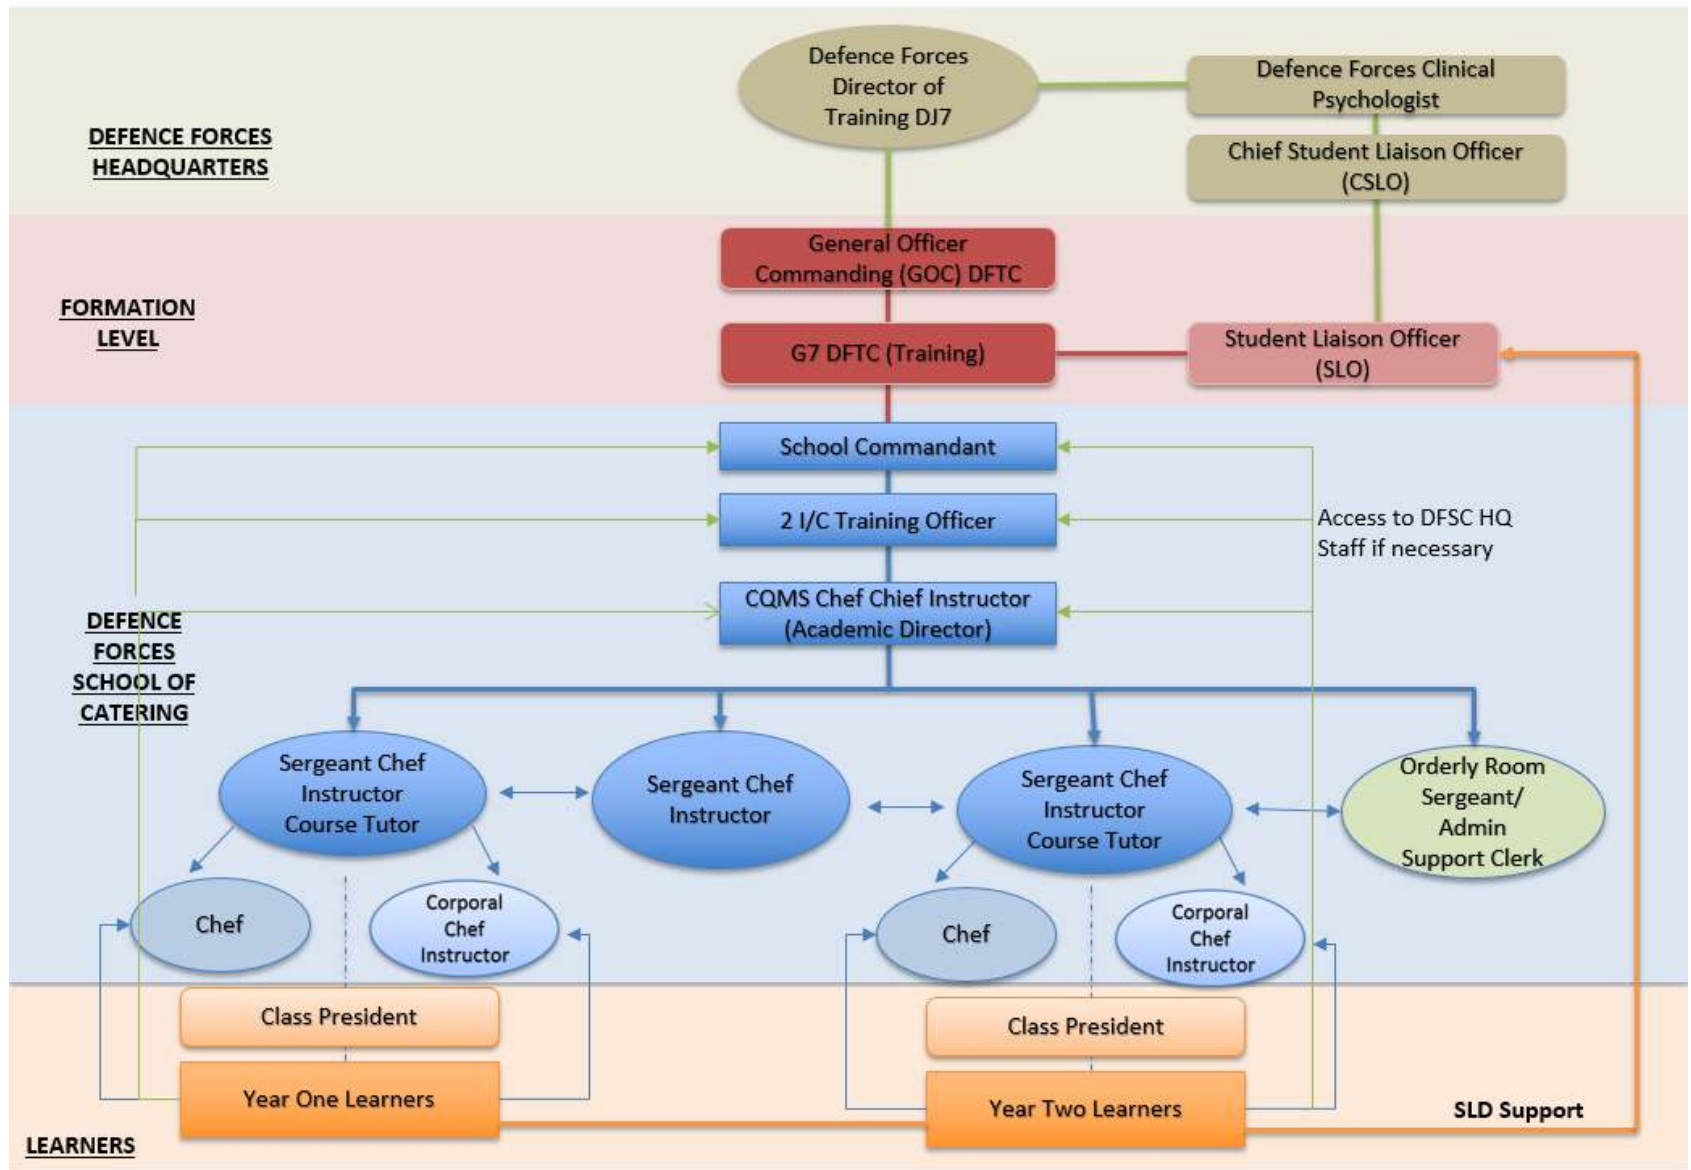 Defence Forces
Director of
Training DJ7
Defence Forces Clinical
Psychologist
DEFENCE FORCES
HEADQUARTERS
Chief Student Liaison Officer
(CSLO)
General Officer
Commanding (GOC) DFTC
FORMATION
LEVEL
G7 DFTC (Training)
Student Liaison Officer
(SLO)
School Commandant
2 I/C Training Officer
Access to DFSC HQ
Staff if necessary
CQMS Chef Chief Instructor
(Academic Director)
DEFENCE
FORCES
SCHOOL OF
CATERING
Sergeant Chef
Instructor
Course Tutor
Sergeant Chef
Instructor
Sergeant Chef
Instructor
Course Tutor
Orderly Room
Sergeant/
Admin
Support Clerk
Chef
Corporal
Chef
Instructor
Chef
Corporal
Chef
Instructor
Class President
Class President
Year One Learners
Year Two Learners
SLD Support
LEARNERS